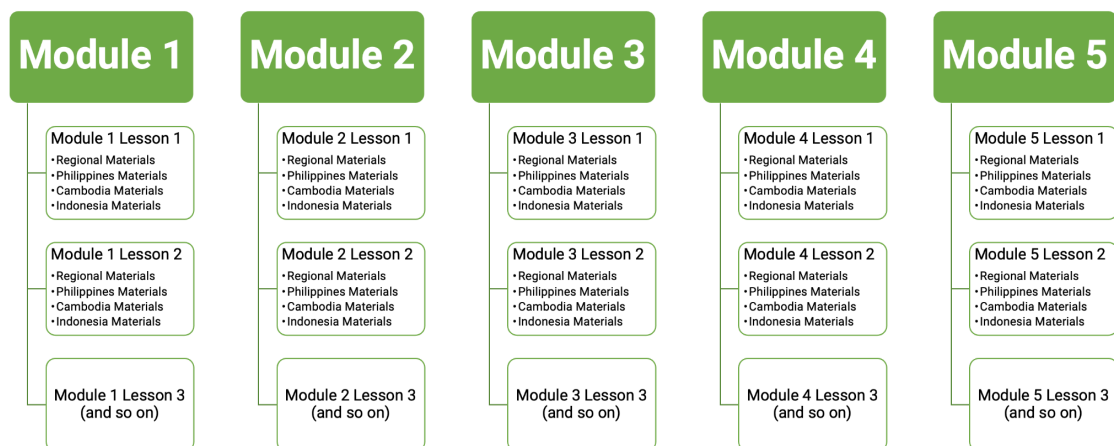 Module 1
Module 1 Lesson 1
•Regional Materials
•Philippines Materials
•Cambodia Materials
•Indonesia Materials
Module 1 Lesson 2
•Regional Materials
•Philippines Materials
•Cambodia Materials
•Indonesia Materials
Module 1 Lesson 3
(and so on)
Module 2
Module 2 Lesson 1
•Regional Materials
•Philippines Materials
•Cambodia Materials
•Indonesia Materials
Module 2 Lesson 2
•Regional Materials
•Philippines Materials
•Cambodia Materials
•Indonesia Materials
Module 2 Lesson 3
(and so on)
Module 3
Module 3 Lesson 1
•Regional Materials
•Philippines Materials
•Cambodia Materials
•Indonesia Materials
Module 3 Lesson 2
•Regional Materials
•Philippines Materials
•Cambodia Materials
•Indonesia Materials
Module 3 Lesson 3
(and so on)
Module 4
Module 4 Lesson 1
•Regional Materials
•Philippines Materials
•Cambodia Materials
•Indonesia Materials
Module 4 Lesson 2
•Regional Materials
•Philippines Materials
•Cambodia Materials
•Indonesia Materials
Module 4 Lesson 3
(and so on)
Module 5
Module 5 Lesson 1
•Regional Materials
•Philippines Materials
•Cambodia Materials
•Indonesia Materials
Module 5 Lesson 2
•Regional Materials
•Philippines Materials
•Cambodia Materials
•Indonesia Materials
Module 5 Lesson 3
(and so on)